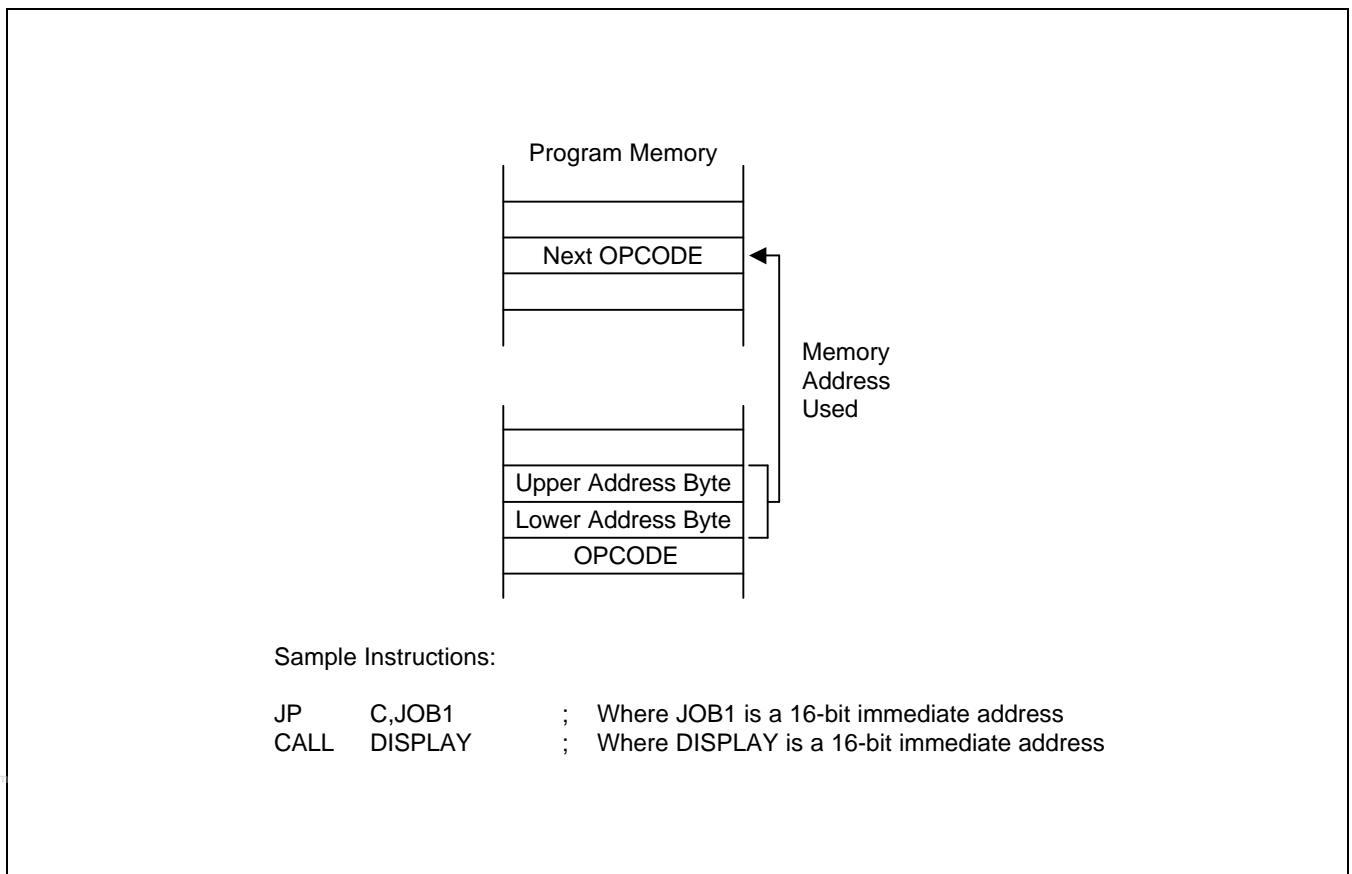 Program Memory
Next OPCODE
Memory
Address
Used
Upper Address Byte
Lower Address Byte
OPCODE
Sample Instructions:
JP C,JOB1 ; Where JOB1 is a 16-bit immediate address
CALL DISPLAY ; Where DISPLAY is a 16-bit immediate address